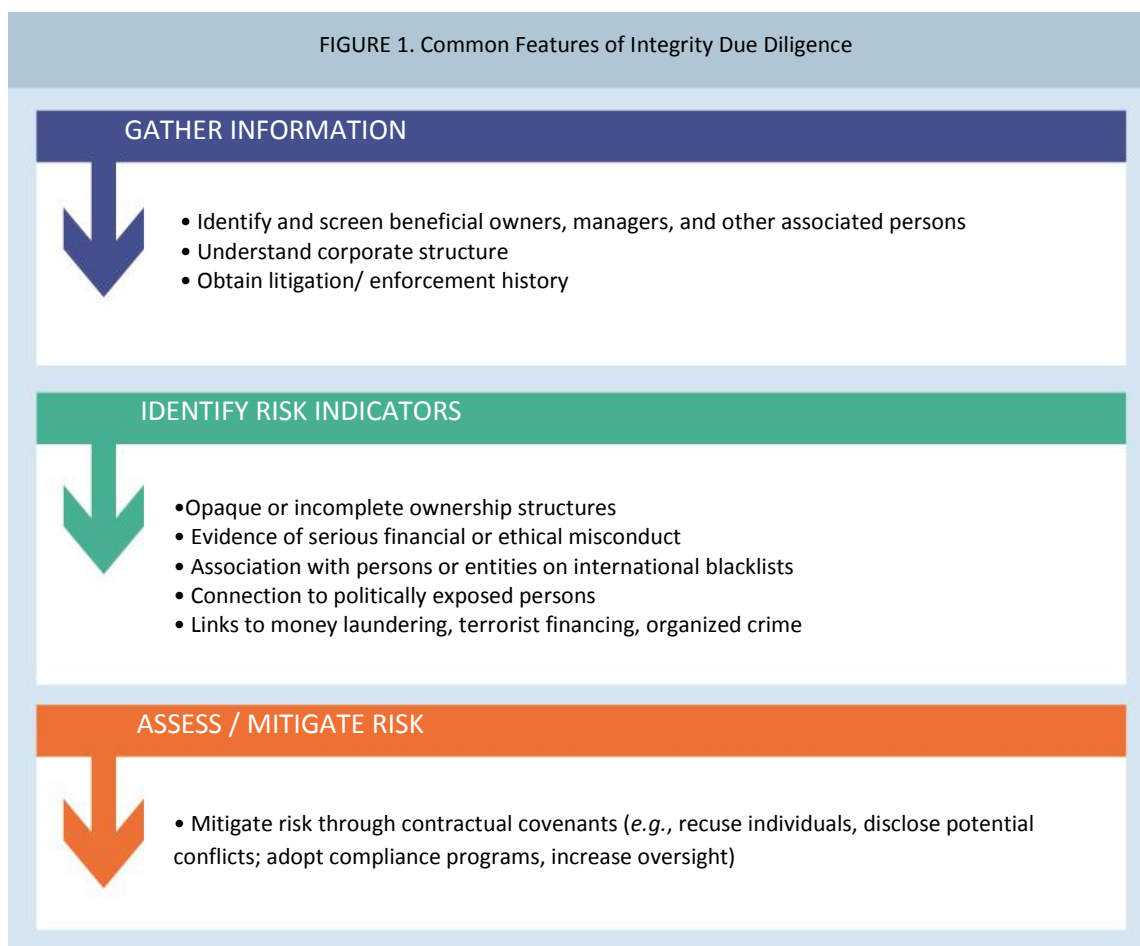 FIGURE 1. Common Features of Integrity Due Diligence
GATHER INFORMATION
• Identify and screen beneficial owners, managers, and other associated persons
• Understand corporate structure
• Obtain litigation/ enforcement history
IDENTIFY RISK INDICATORS
•Opaque or incomplete ownership structures
• Evidence of serious financial or ethical misconduct
• Association with persons or entities on international blacklists
• Connection to politically exposed persons
• Links to money laundering, terrorist financing, organized crime
ASSESS / MITIGATE RISK
• Mitigate risk through contractual covenants (e.g., recuse individuals, disclose potential
conflicts; adopt compliance programs, increase oversight)